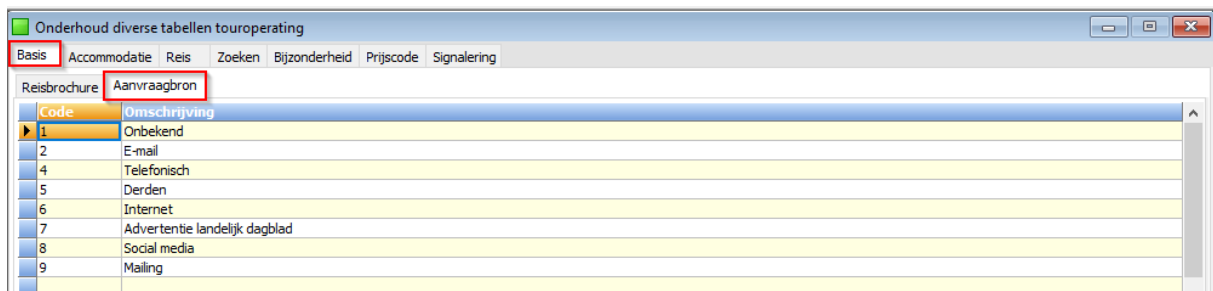 Onderhoud diverse tabellen touroperating
Basis Accommodatie Reis Zoeken Bijzonderheid Prijscode Signalering
Reisbrochure Aanvraagbron
Code Omschrijving
1 Onbekend
2 E-mail
4 Telefonisch
5 Derden
6 Internet
7 Advertentie landelijk dagblad
8 Social media
9 Mailing